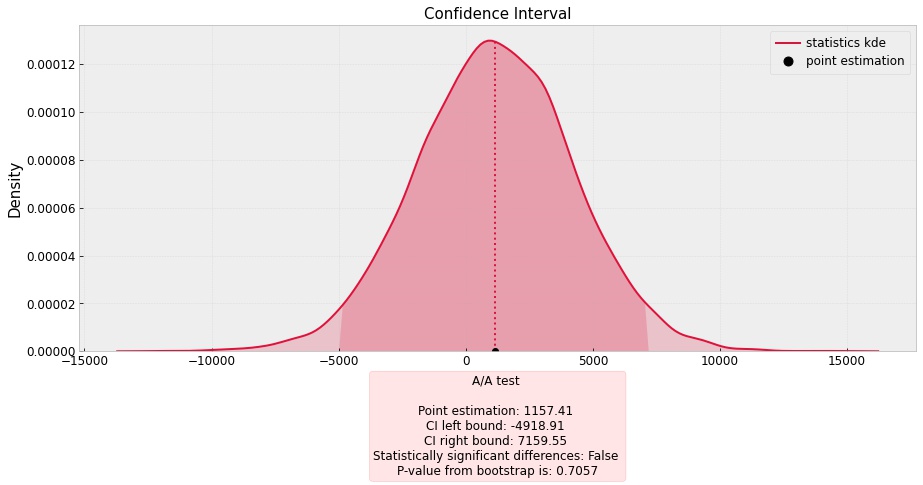 Confidence Interval
statistics kde
point estimation
Density
0.00012
0.00010
0.00008
0.00006
0.00004
0.00002
0.00000
−15000
−10000
−5000
0
5000
10000
15000
A/A test
Point estimation: 1157.41
CI left bound: -4918.91
CI right bound: 7159.55
Statistically significant differences: False
P-value from bootstrap is: 0.7057